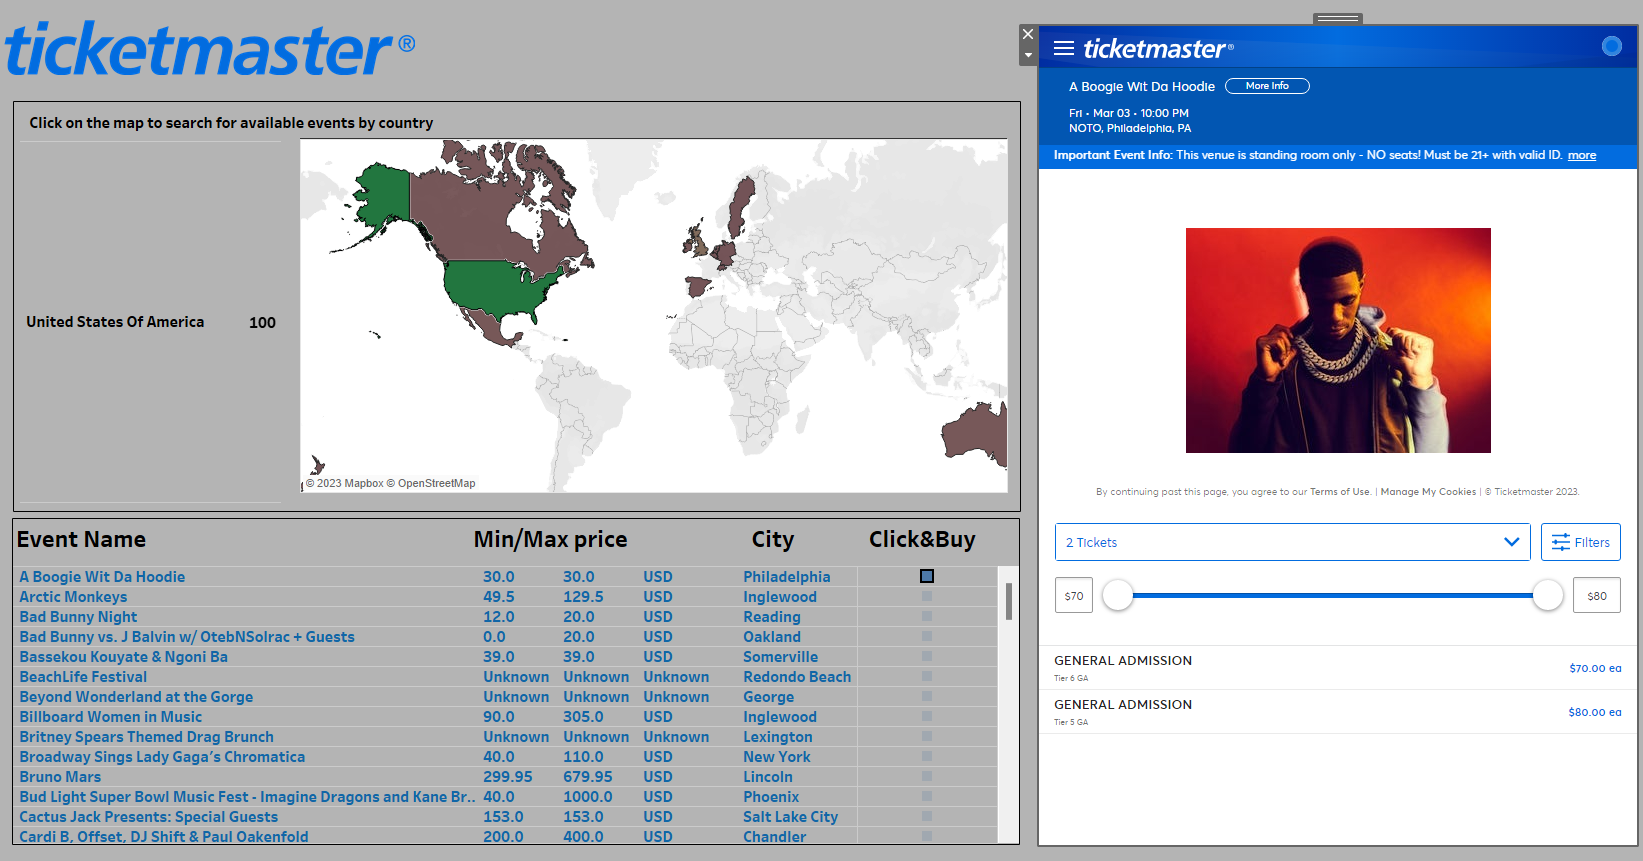 ticketmaster®
Click on the map to search for available events by country
United States Of America 100
© 2023 Mapbox © OpenStreetMap
Event Name Min/Max price City Click&Buy
A Boogie Wit Da Hoodie 30.0 30.0 USD Philadelphia
Arctic Monkeys 49.5 129.5 USD Inglewood
Bad Bunny Night 12.0 20.0 USD Reading
Bad Bunny vs. J Balvin w/ OtebNSolrac + Guests 0.0 20.0 USD Oakland
Bassekou Kouyate & Ngoni Ba 39.0 39.0 USD Somerville
BeachLife Festival Unknown Unknown Unknown Redondo Beach
Beyond Wonderland at the Gorge Unknown Unknown Unknown George
Billboard Women in Music 90.0 305.0 USD Inglewood
Britney Spears Themed Drag Brunch Unknown Unknown Unknown Lexington
Broadway Sings Lady Gaga's Chromatica 40.0 110.0 USD New York
Bruno Mars 299.95 679.95 USD Lincoln
Bud Light Super Bowl Music Fest - Imagine Dragons and Kane Br.. 40.0 1000.0 USD Phoenix
Cactus Jack Presents: Special Guests 153.0 153.0 USD Salt Lake City
Cardi B, Offset, DJ Shift & Paul Oakenfold 200.0 400.0 USD Chandler
ticketmaster®
A Boogie Wit Da Hoodie More Info
Fri • Mar 03 • 10:00 PM
NOTO, Philadelphia, PA
Important Event Info: This venue is standing room only - NO seats! Must be 21+ with valid ID. more
By continuing past this page, you agree to our Terms of Use. | Manage My Cookies | © Ticketmaster 2023.
2 Tickets Filters
$70 $80
GENERAL ADMISSION
Tier 6 GA $70.00 ea
GENERAL ADMISSION
Tier 5 GA $80.00 ea